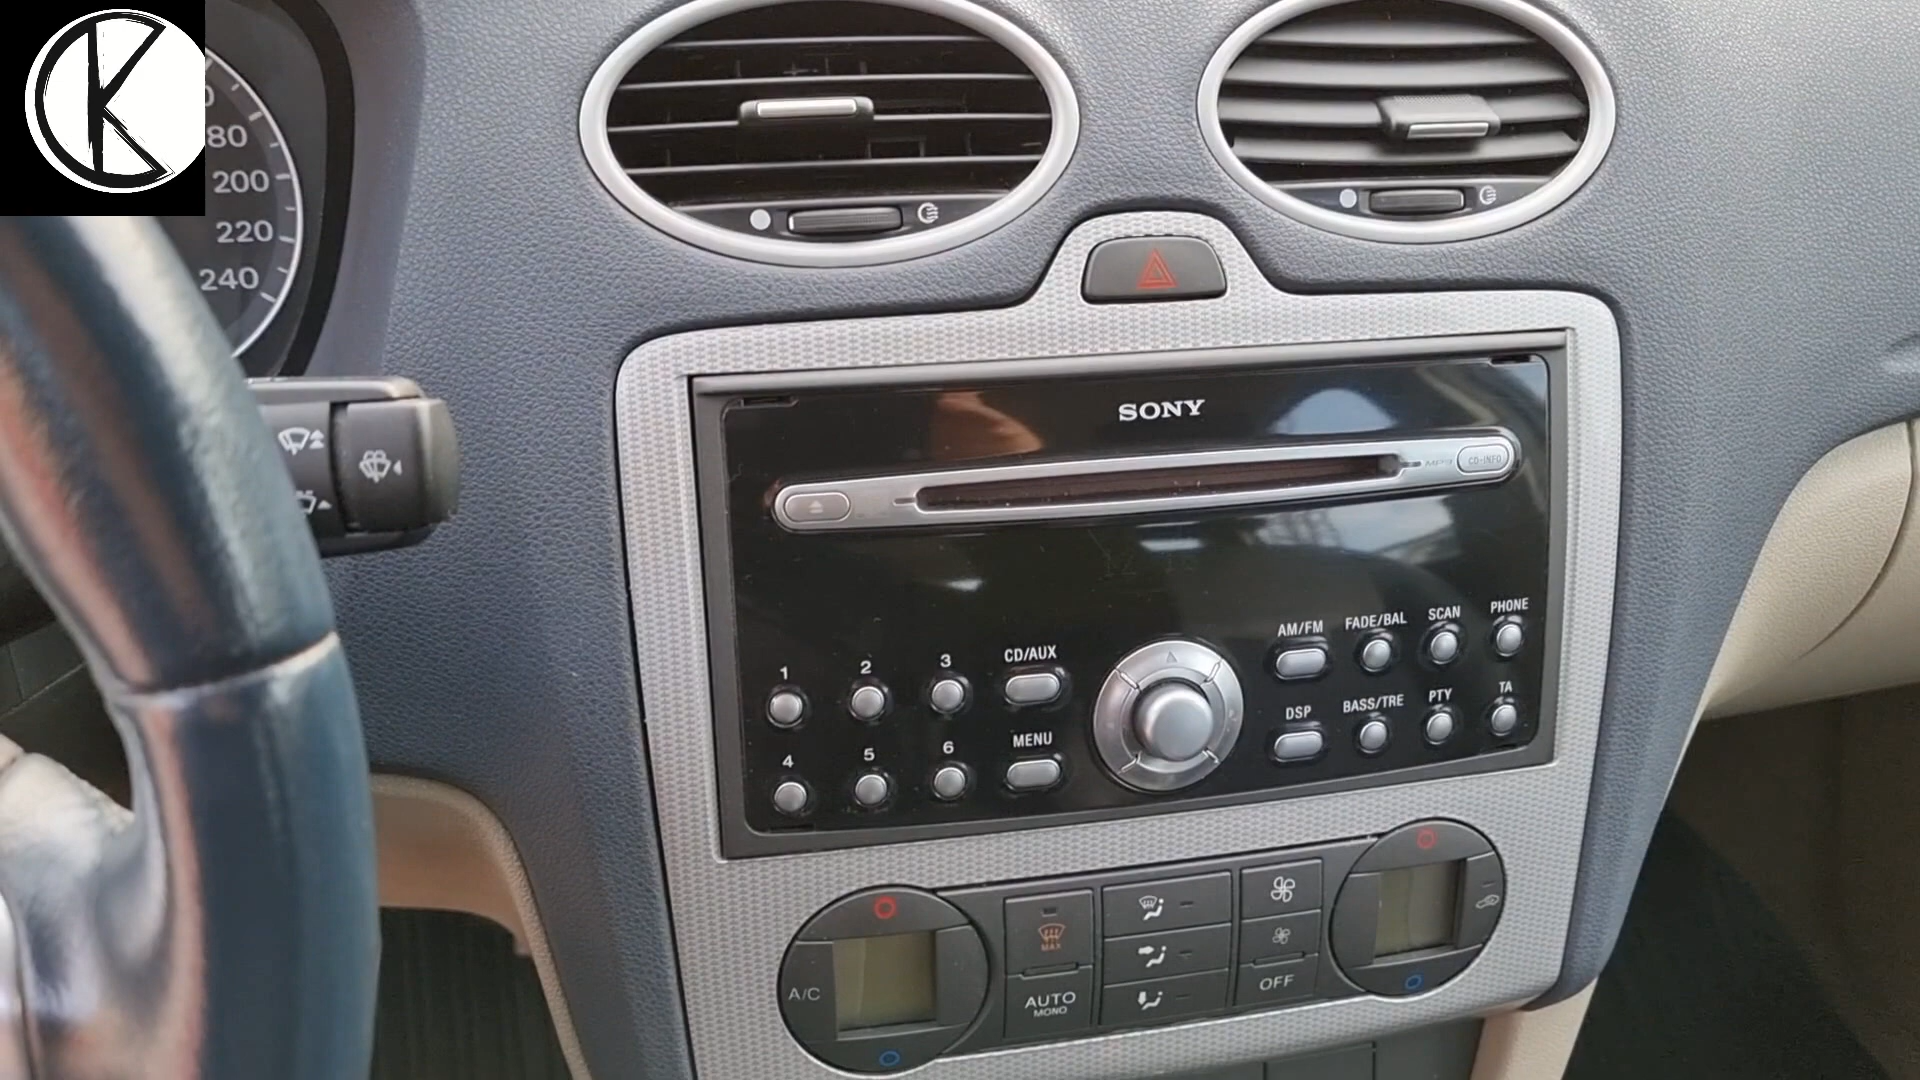 80
200
220
240
SONY
MP3
CD-INFO
AM/FM
FADE/BAL
SCAN
PHONE
1
2
3
CD/AUX
DSP
BASS/TRE
PTY
TA
4
5
6
MENU
MAX
A/C
AUTO
MONO
OFF